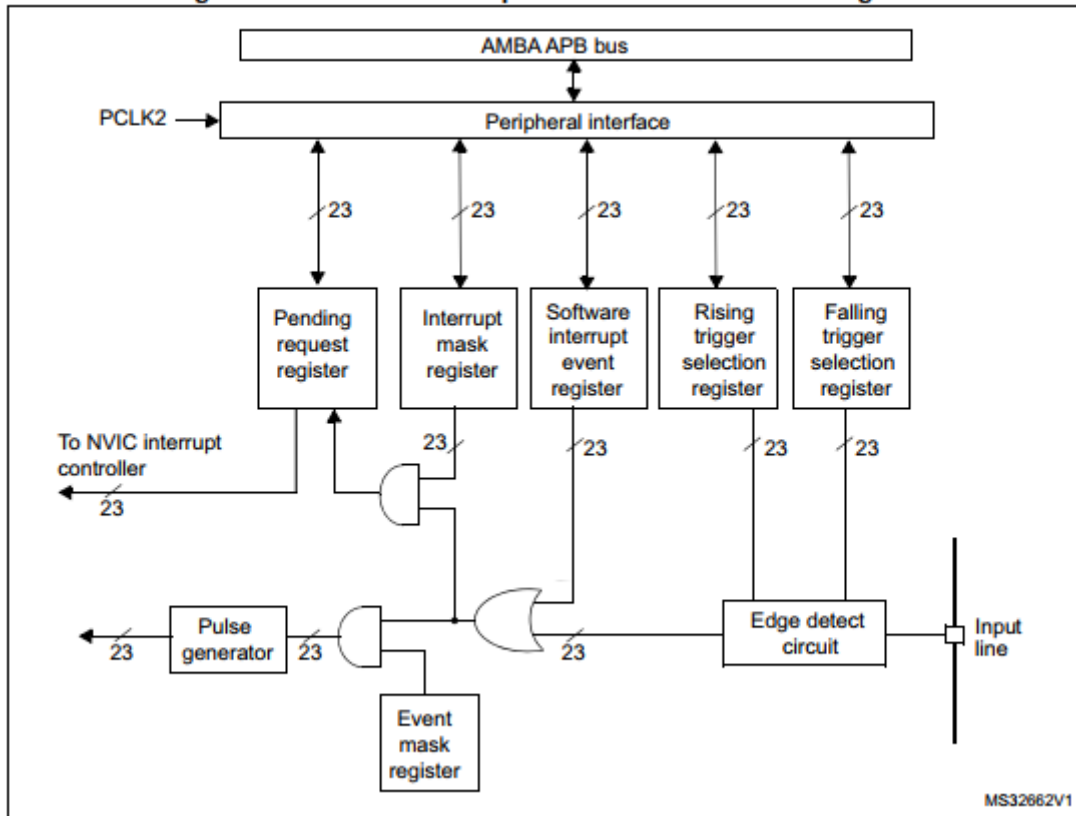 AMBA APB bus
PCLK2
Peripheral interface
23
23
23
23
23
Pending
request
register
Interrupt
mask
register
Software
interrupt
event
register
Rising
trigger
selection
register
Falling
trigger
selection
register
To NVIC interrupt
controller
23
23
23
23
23
Pulse
generator
23
23
23
Edge detect
circuit
Input
line
Event
mask
register
MS32662V1